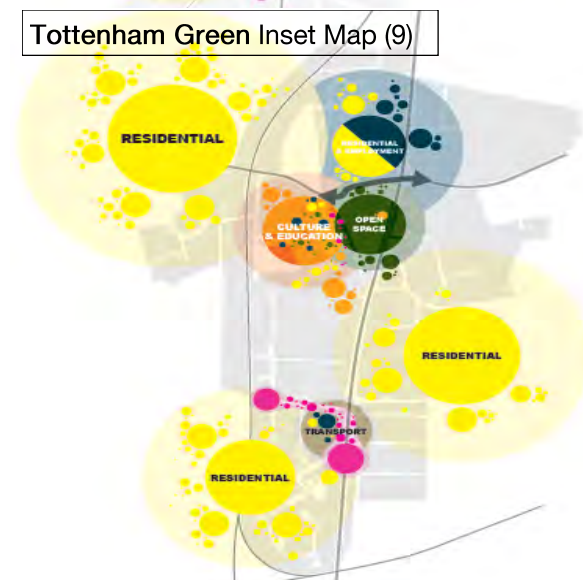 Tottenham Green Inset Map (9)
RESIDENTIAL
RESIDENTIAL
& EMPLOYMENT
OPEN
SPACE
CULTURE
& EDUCATION
RESIDENTIAL
TRANSPORT
RESIDENTIAL